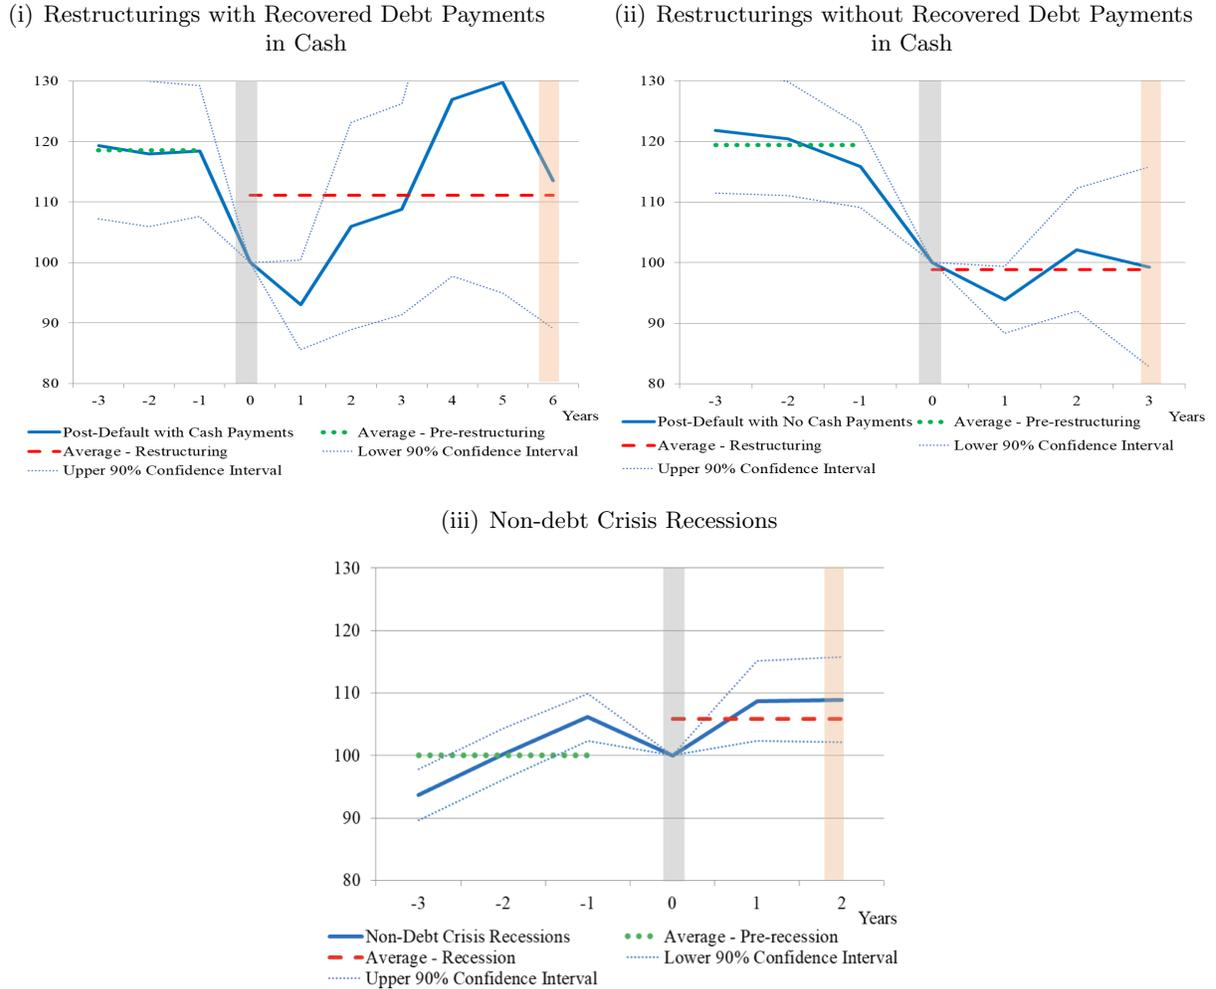 (i) Restructurings with Recovered Debt Payments
in Cash
130
120
110
100
90
80
-3 -2 -1 0 1 2 3 4 5 6
Years
Post-Default with Cash Payments Average - Pre-restructuring
Average - Restructuring Lower 90% Confidence Interval
Upper 90% Confidence Interval
(ii) Restructurings without Recovered Debt Payments
in Cash
130
120
110
100
90
80
-3 -2 -1 0 1 2 3
Years
Post-Default with No Cash Payments Average - Pre-restructuring
Average - Restructuring Lower 90% Confidence Interval
Upper 90% Confidence Interval
(iii) Non-debt Crisis Recessions
130
120
110
100
90
80
-3 -2 -1 0 1 2
Years
Non-Debt Crisis Recessions Average - Pre-recession
Average - Recession Lower 90% Confidence Interval
Upper 90% Confidence Interval